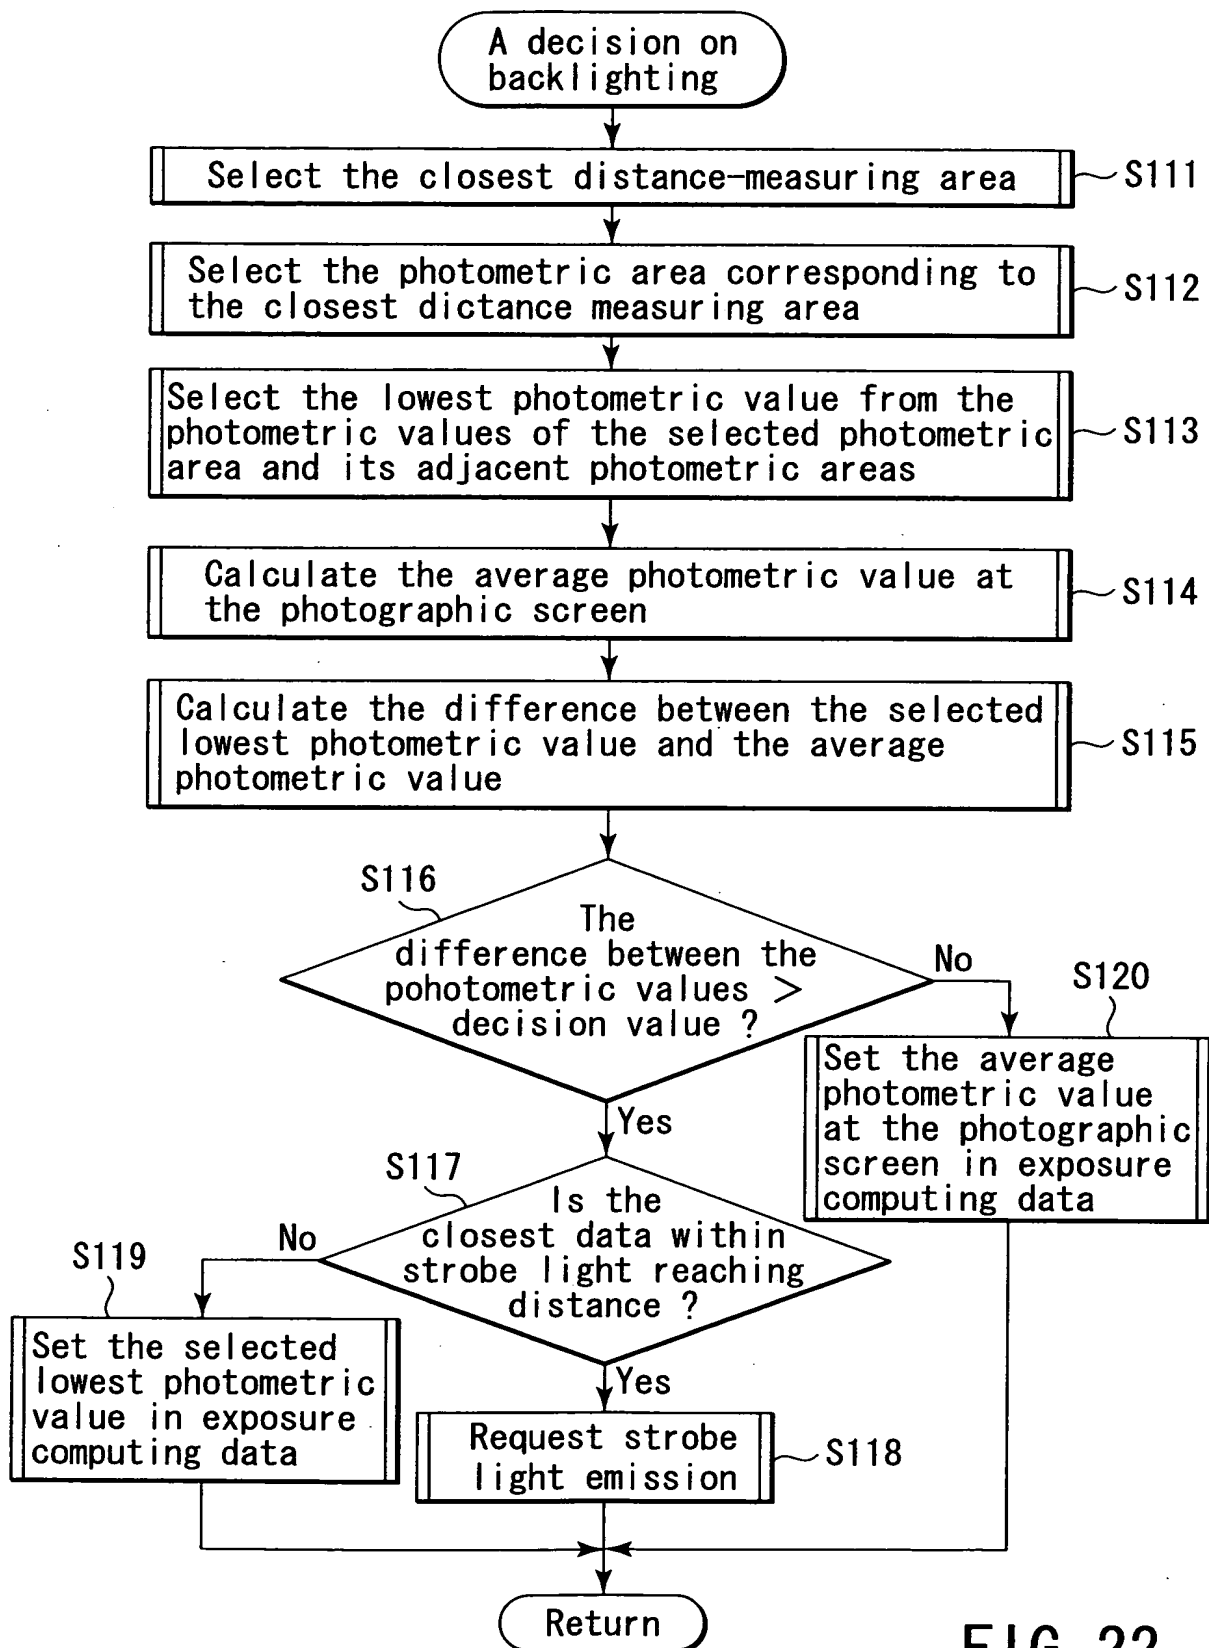 A decision on
backlighting
Select the closest distance-measuring area
S111
Select the photometric area corresponding to
the closest dictance measuring area
S112
Select the lowest photometric value from the
photometric values of the selected photometric
area and its adjacent photometric areas
S113
Calculate the average photometric value at
the photographic screen
S114
Calculate the difference between the selected
lowest photometric value and the average
photometric value
S115
S116
The
difference between the
pohotometric values >
decision value ?
No
S120
Set the average
photometric value
at the photographic
screen in exposure
computing data
Yes
S117
Is the
closest data within
strobe light reaching
distance ?
No
S119
Set the selected
lowest photometric
value in exposure
computing data
Yes
Request strobe
light emission
S118
Return
FIG. 22